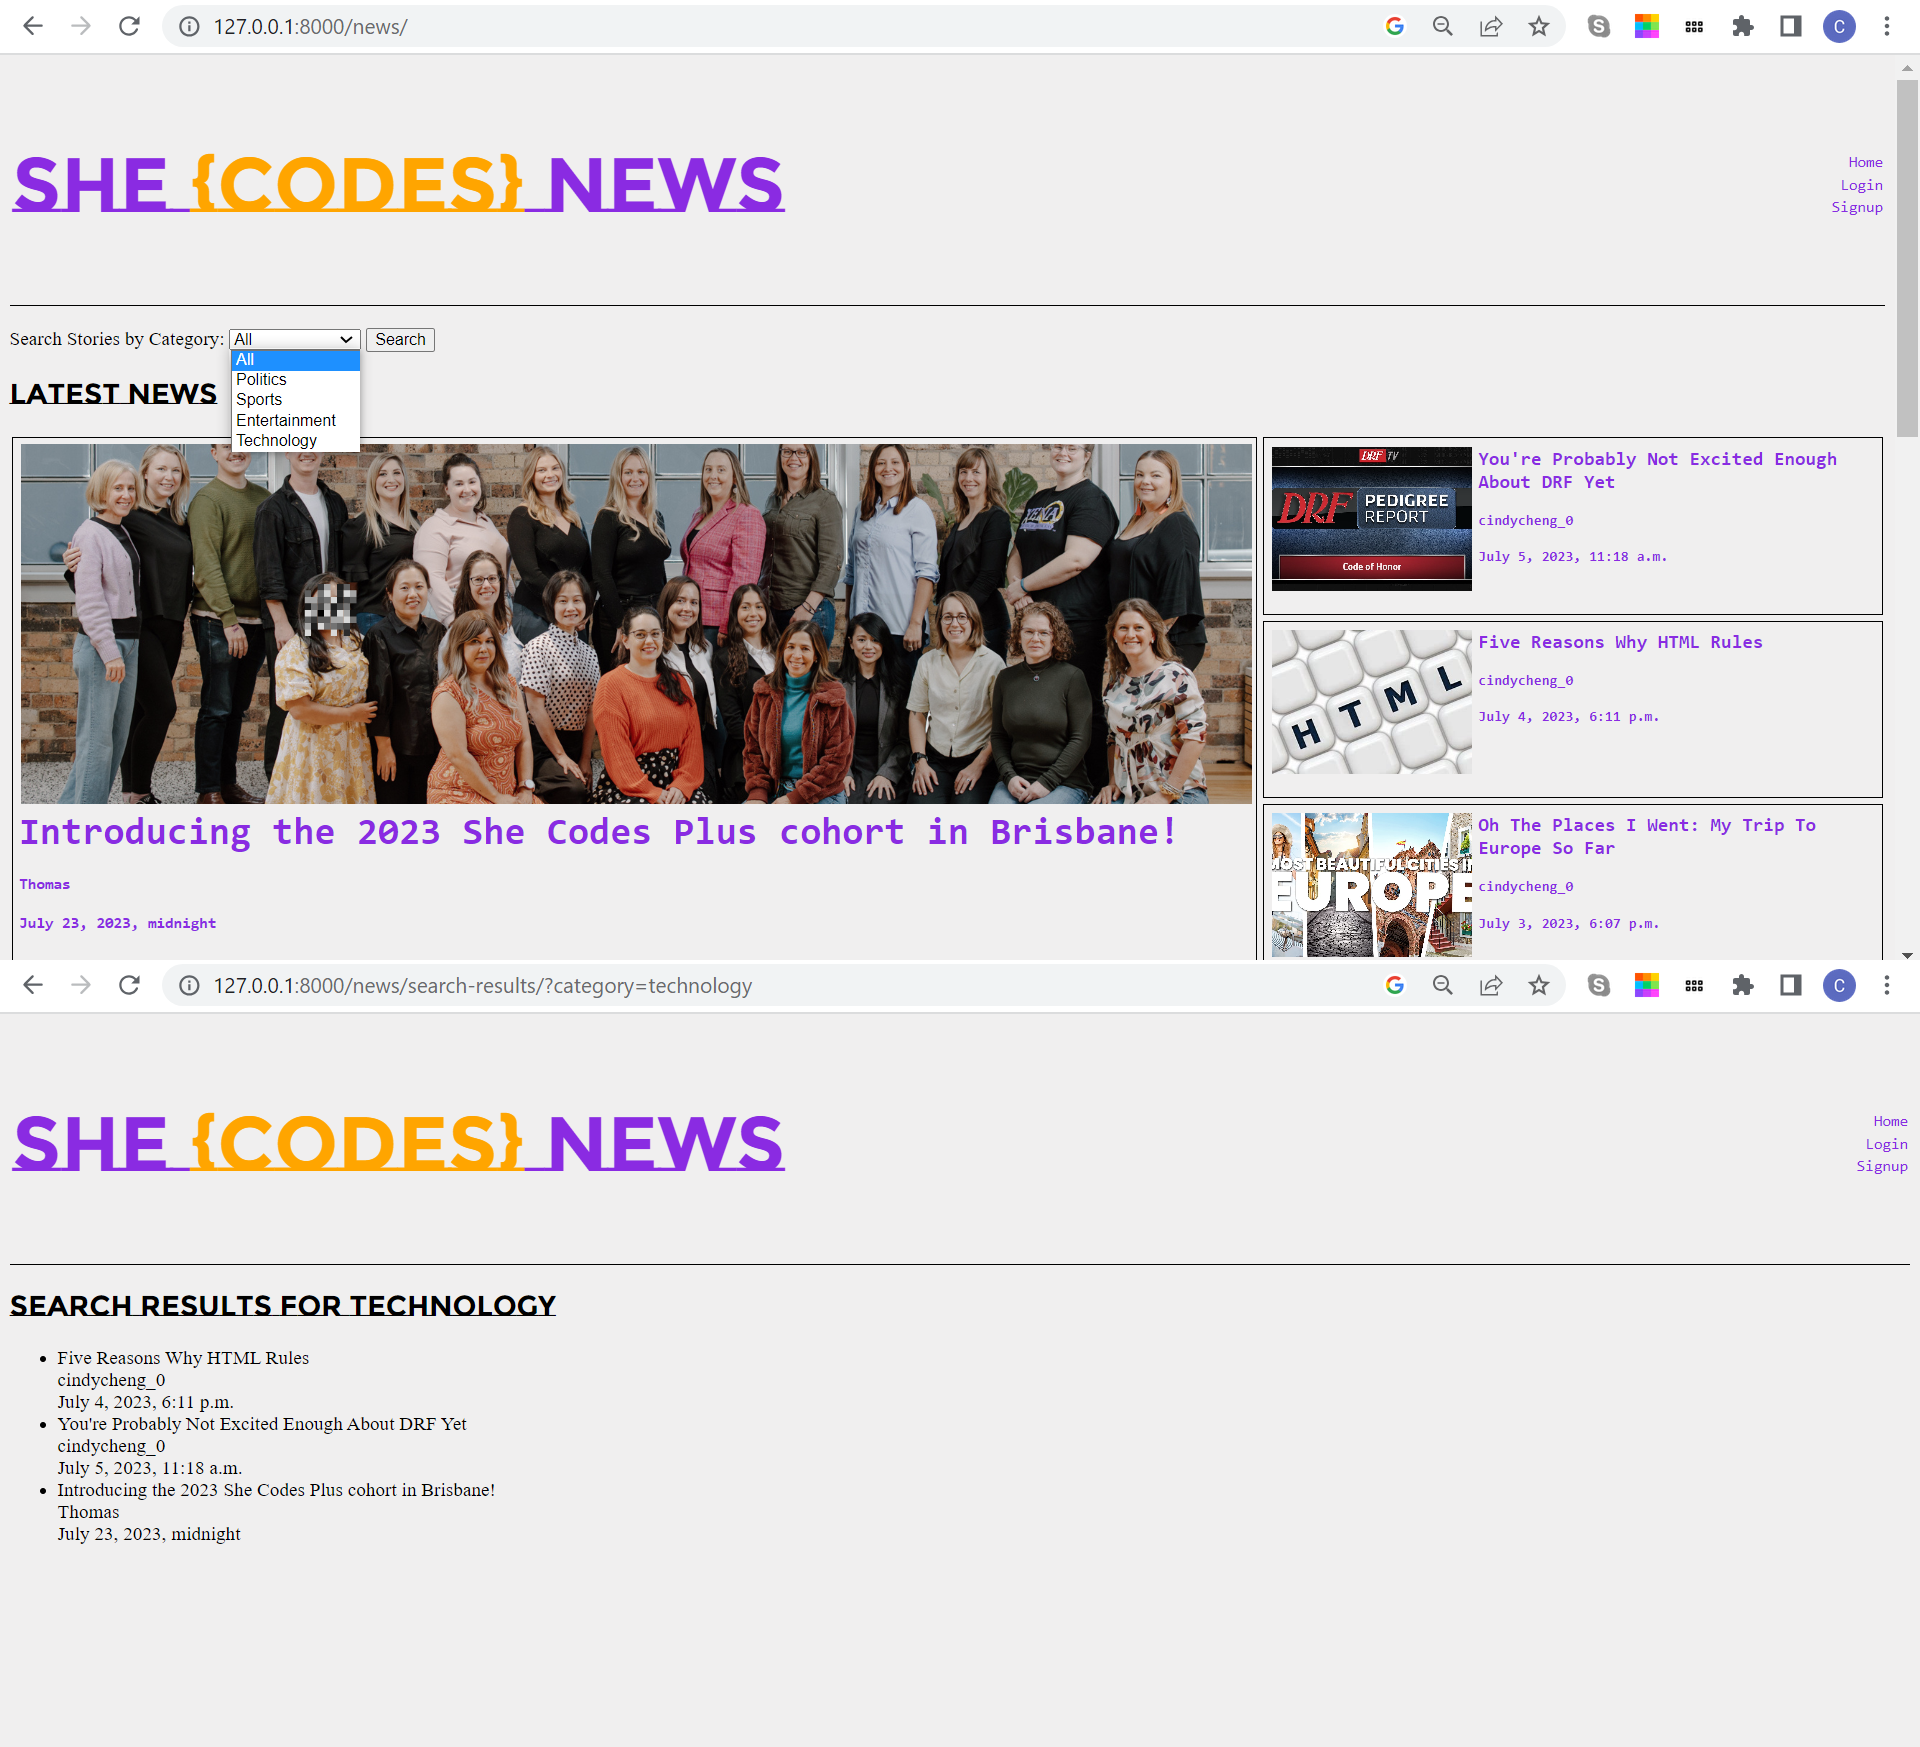 127.0.0.1:8000/news/
C
SHE {CODES} NEWS
Home
Login
Signup
Search Stories by Category: All Search
All
Politics
Sports
Entertainment
Technology
LATEST NEWS
Introducing the 2023 She Codes Plus cohort in Brisbane!
Thomas
July 23, 2023, midnight
DRF TV
DRF PEDIGREE
REPORT
Code of Honor
You're Probably Not Excited Enough
About DRF Yet
cindycheng_0
July 5, 2023, 11:18 a.m.
HTML
Five Reasons Why HTML Rules
cindycheng_0
July 4, 2023, 6:11 p.m.
MOST BEAUTIFUL CITIES I
EUROPE
Oh The Places I Went: My Trip To
Europe So Far
cindycheng_0
July 3, 2023, 6:07 p.m.
127.0.0.1:8000/news/search-results/?category=technology
C
SHE {CODES} NEWS
Home
Login
Signup
SEARCH RESULTS FOR TECHNOLOGY
Five Reasons Why HTML Rules
cindycheng_0
July 4, 2023, 6:11 p.m.
You're Probably Not Excited Enough About DRF Yet
cindycheng_0
July 5, 2023, 11:18 a.m.
Introducing the 2023 She Codes Plus cohort in Brisbane!
Thomas
July 23, 2023, midnight